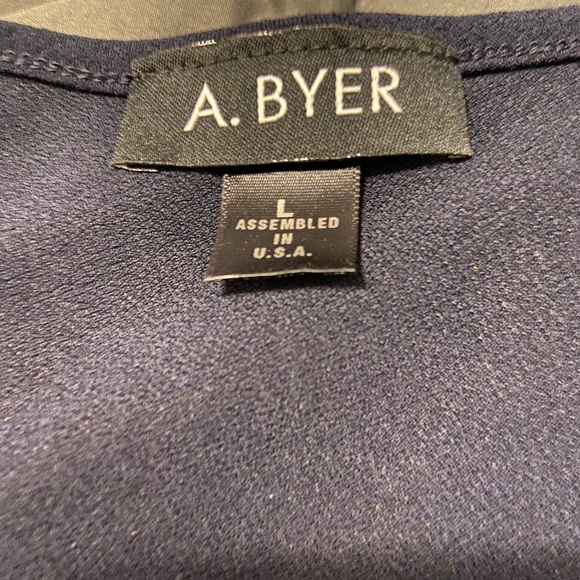 A. BYER
L
ASSEMBLED
IN
U.S.A.